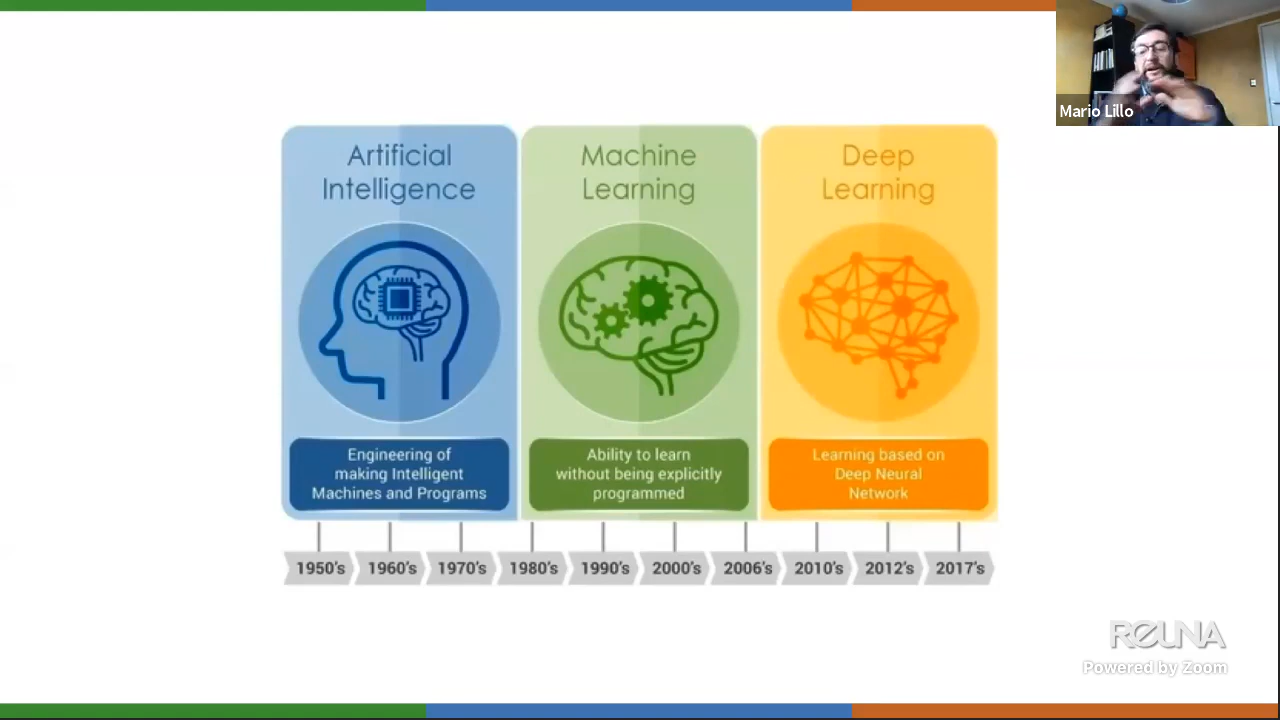 Mario Lillo
Artificial
Intelligence
Machine
Learning
Deep
Learning
Engineering of
making Intelligent
Machines and Programs
Ability to learn
without being explicitly
programmed
Learning based on
Deep Neural
Network
1950's 1960's 1970's 1980's 1990's 2000's 2006's 2010's 2012's 2017's
REUNA
Powered by Zoom